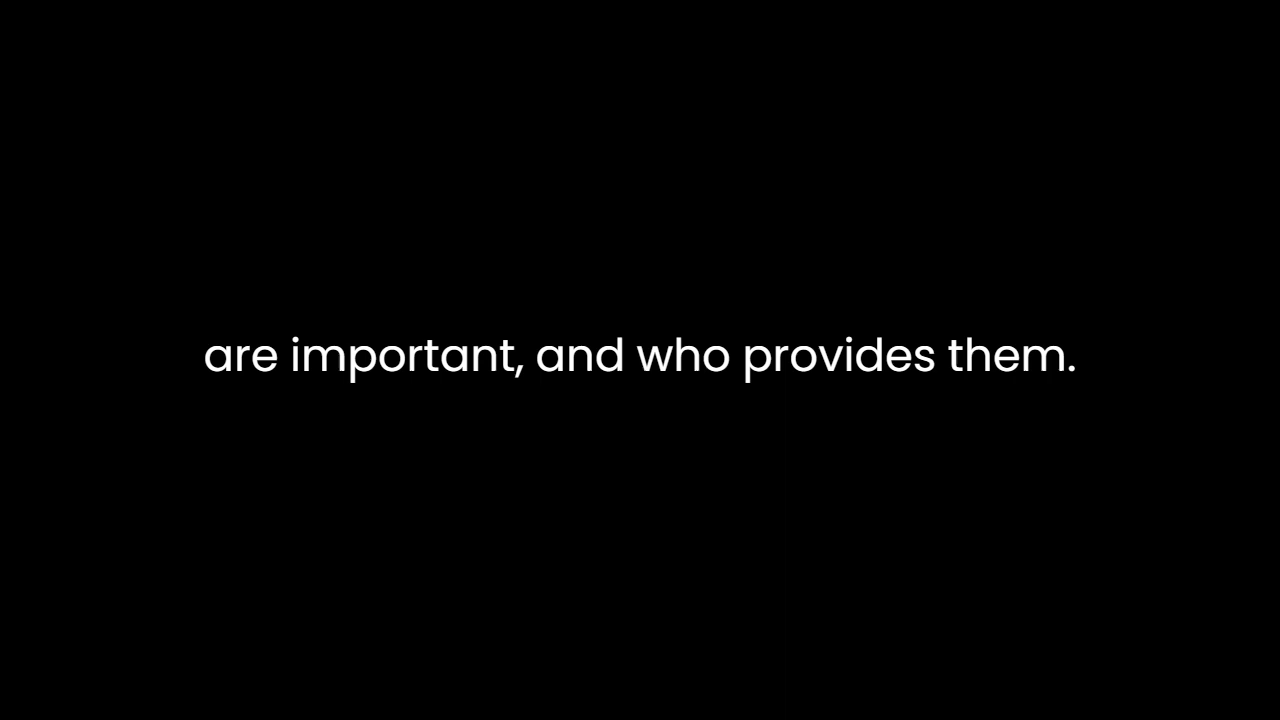 are important, and who provides them.